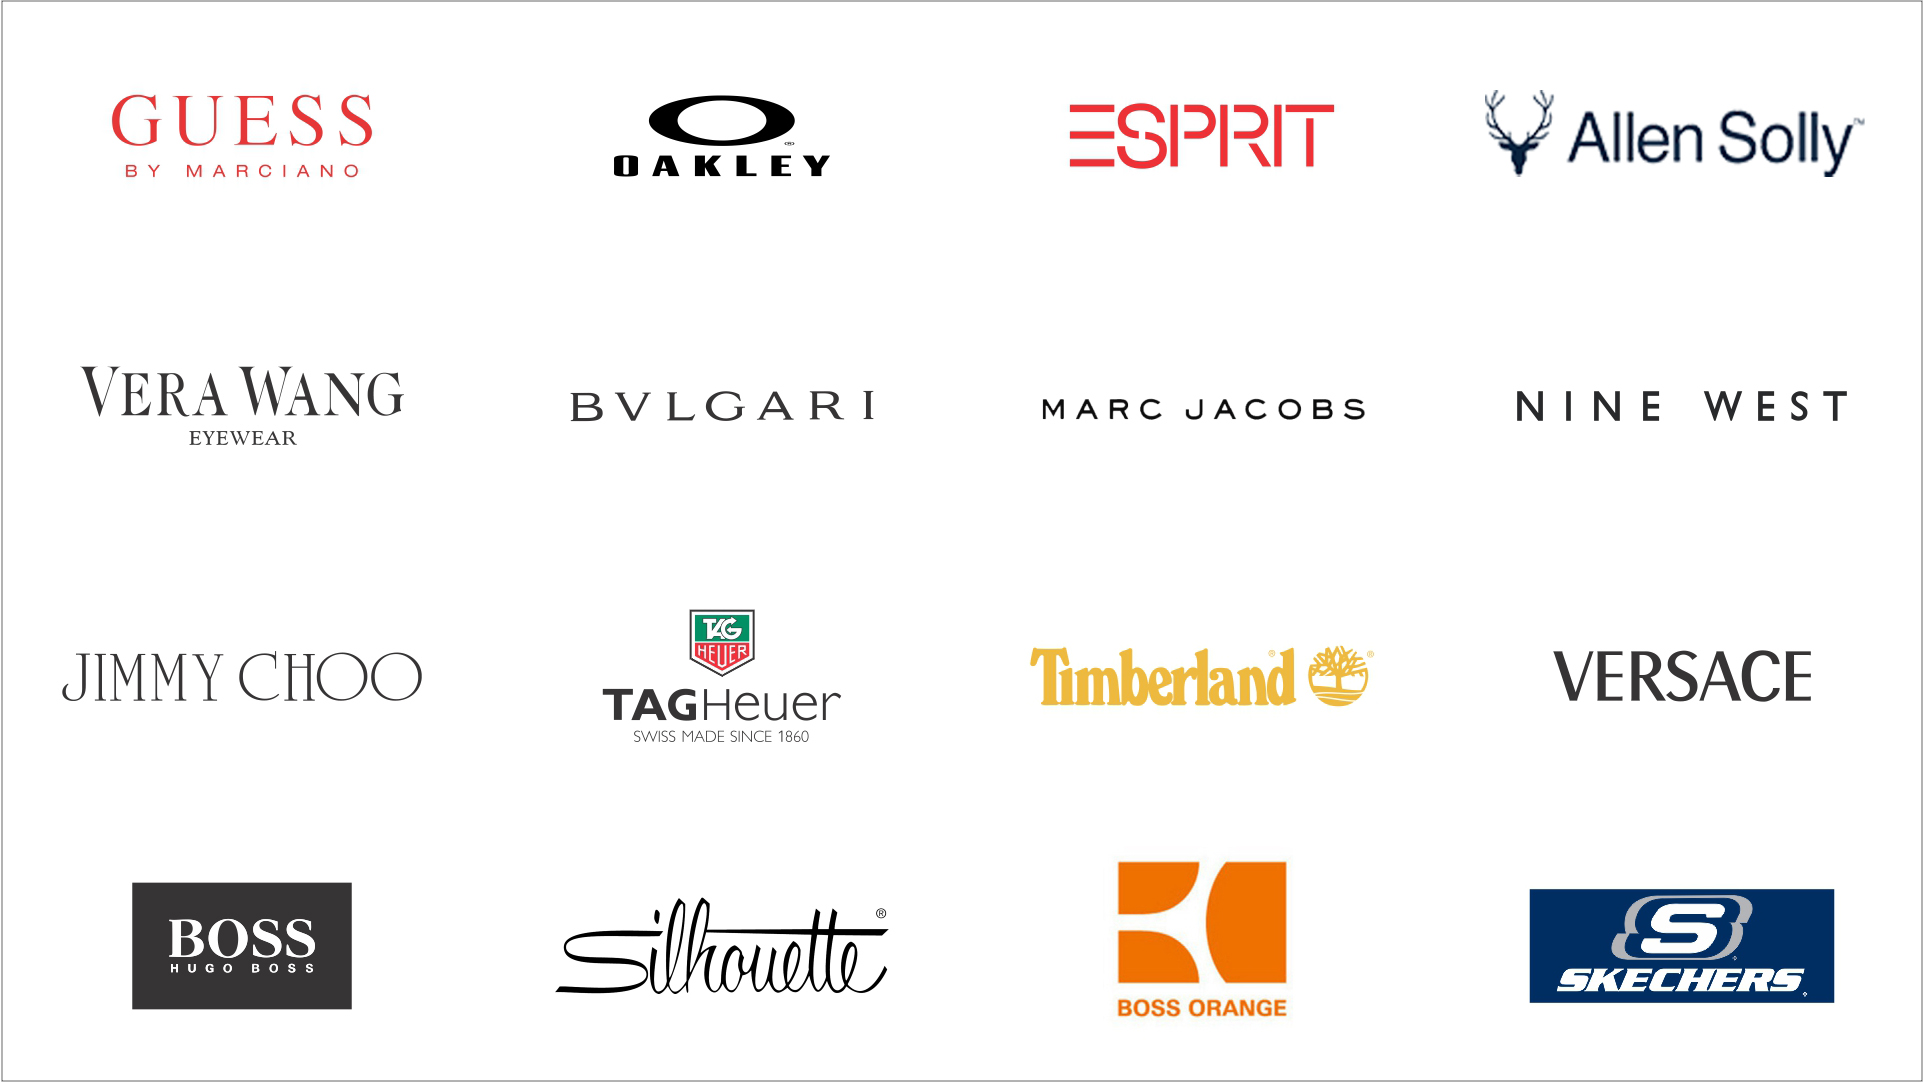 GUESS
BY MARCIANO
OAKLEY
®
ESPRIT
Allen Solly™
VERA WANG
EYEWEAR
BVLGARI
MARC JACOBS
NINE WEST
JIMMY CHOO
TAG
HEUER
TAGHeuer
SWISS MADE SINCE 1860
Timberland® ®
VERSACE
BOSS
HUGO BOSS
Silhouette®
BOSS ORANGE
S
SKECHERS